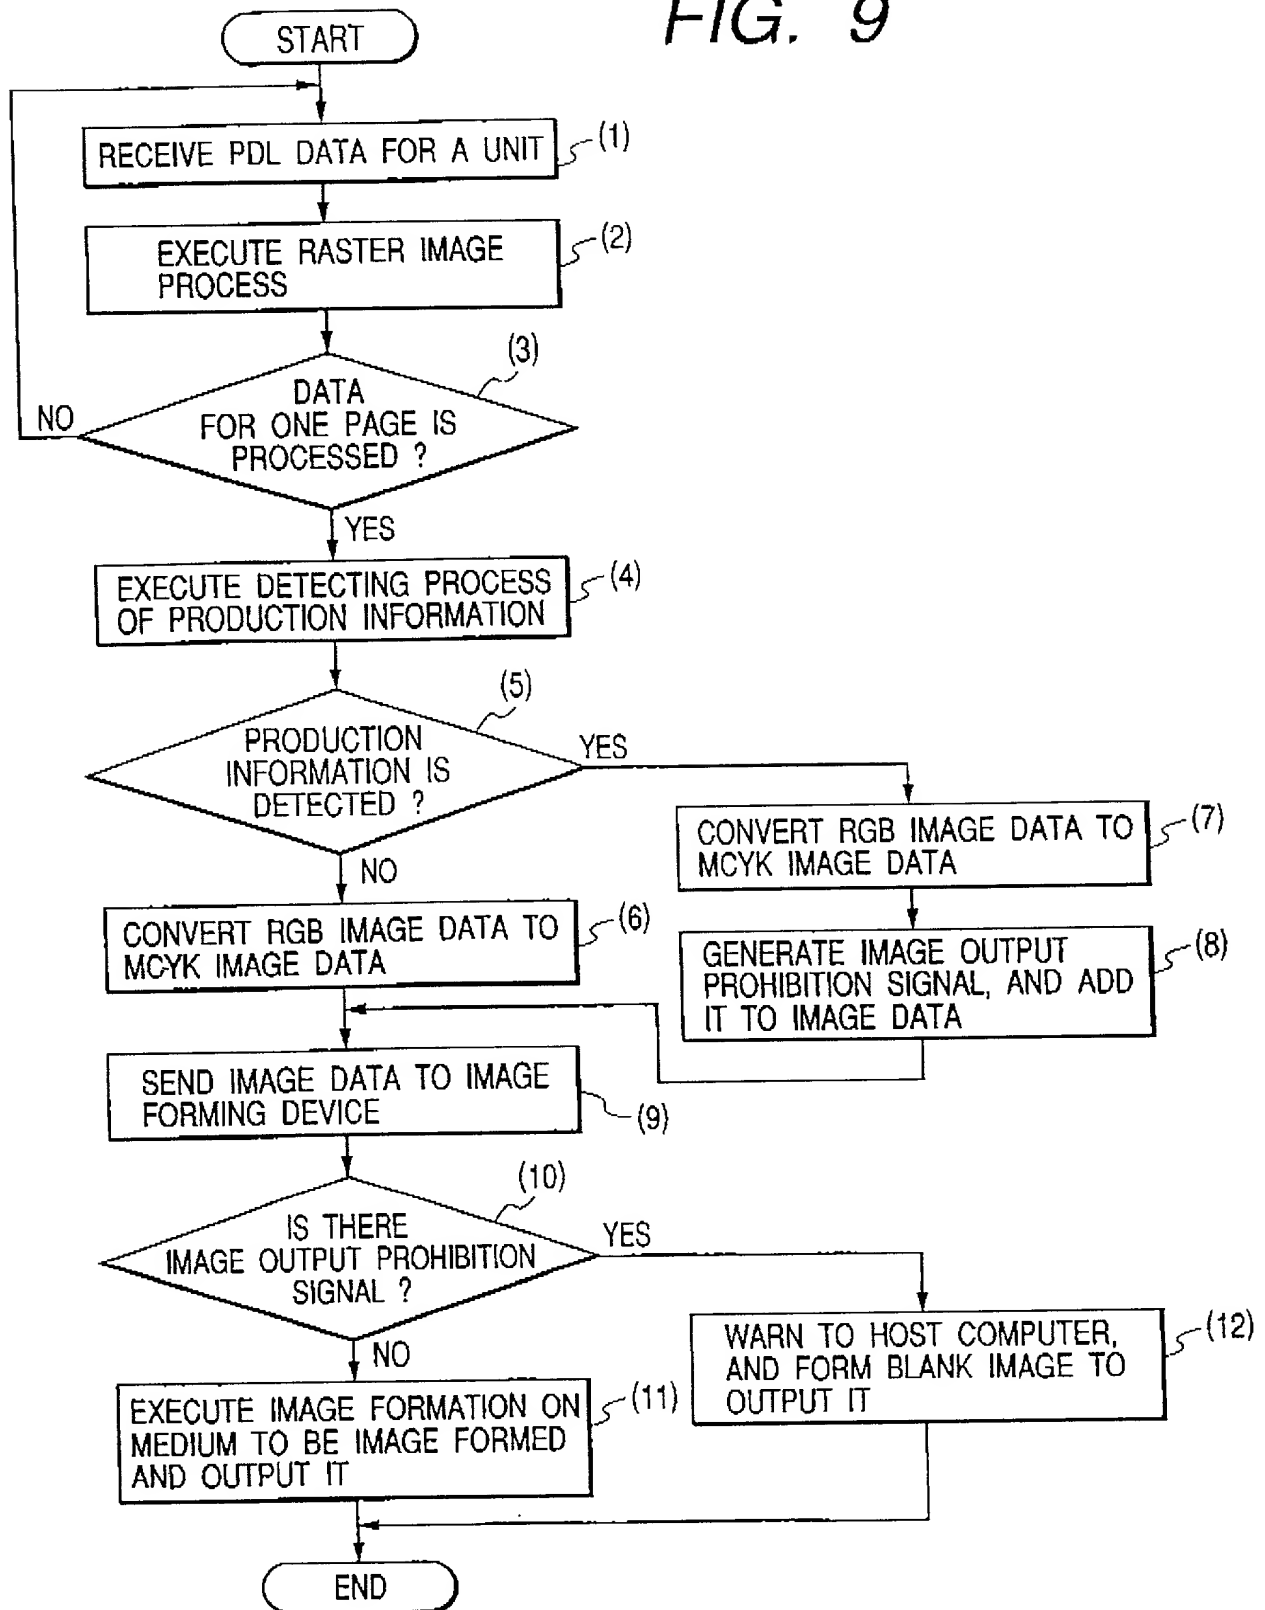 FIG. 9
START
RECEIVE PDL DATA FOR A UNIT
(1)
EXECUTE RASTER IMAGE
PROCESS
(2)
(3)
DATA
FOR ONE PAGE IS
PROCESSED ?
NO
YES
EXECUTE DETECTING PROCESS
OF PRODUCTION INFORMATION
(4)
(5)
PRODUCTION
INFORMATION IS
DETECTED ?
YES
NO
CONVERT RGB IMAGE DATA TO
MCYK IMAGE DATA
(7)
CONVERT RGB IMAGE DATA TO
MCYK IMAGE DATA
(6)
GENERATE IMAGE OUTPUT
PROHIBITION SIGNAL, AND ADD
IT TO IMAGE DATA
(8)
SEND IMAGE DATA TO IMAGE
FORMING DEVICE
(9)
(10)
IS THERE
IMAGE OUTPUT PROHIBITION
SIGNAL ?
YES
NO
WARN TO HOST COMPUTER,
AND FORM BLANK IMAGE TO
OUTPUT IT
(12)
EXECUTE IMAGE FORMATION ON
MEDIUM TO BE IMAGE FORMED
AND OUTPUT IT
(11)
END